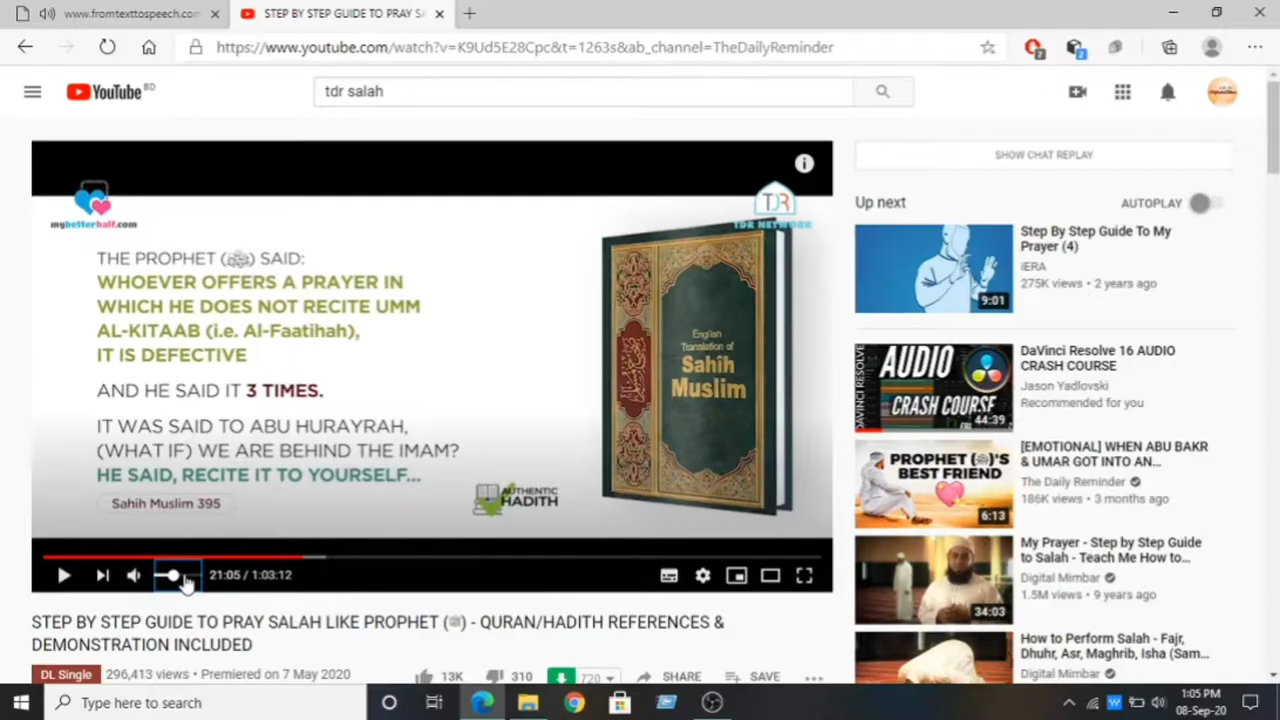 www.fromtexttospeech.com
STEP BY STEP GUIDE TO PRAY SA
https://www.youtube.com/watch?v=K9Ud5E28Cpc&t=1263s&ab_channel=TheDailyReminder
7
2
YouTube BD
tdr salah
SHOW CHAT REPLAY
mybetterhalf.com
TDR
TDR NETWORK
THE PROPHET (ﷺ) SAID:
WHOEVER OFFERS A PRAYER IN
WHICH HE DOES NOT RECITE UMM
AL-KITAAB (i.e. Al-Faatihah),
IT IS DEFECTIVE
AND HE SAID IT 3 TIMES.
IT WAS SAID TO ABU HURAYRAH,
(WHAT IF) WE ARE BEHIND THE IMAM?
HE SAID, RECITE IT TO YOURSELF...
Sahih Muslim 395
AUTHENTIC
HADITH
English
Translation of
Sahîh
Muslim
21:05 / 1:03:12
STEP BY STEP GUIDE TO PRAY SALAH LIKE PROPHET (ﷺ) - QURAN/HADITH REFERENCES &
DEMONSTRATION INCLUDED
DL Single
296,413 views • Premiered on 7 May 2020
13K
310
720
SHARE
SAVE
Up next
AUTOPLAY
9:01
Step By Step Guide To My
Prayer (4)
iERA
275K views • 2 years ago
DAVINCI RESOLVE
AUDIO
CRASH COURSE
44:39
DaVinci Resolve 16 AUDIO
CRASH COURSE
Jason Yadlovski
Recommended for you
PROPHET (ﷺ)'S
BEST FRIEND
6:13
[EMOTIONAL] WHEN ABU BAKR
& UMAR GOT INTO AN...
The Daily Reminder
186K views • 3 months ago
34:03
My Prayer - Step by Step Guide
to Salah - Teach Me How to...
Digital Mimbar
1.5M views • 9 years ago
How to Perform Salah - Fajr,
Dhuhr, Asr, Maghrib, Isha (Sam...
Digital Mimbar
Type here to search
1:05 PM
08-Sep-20